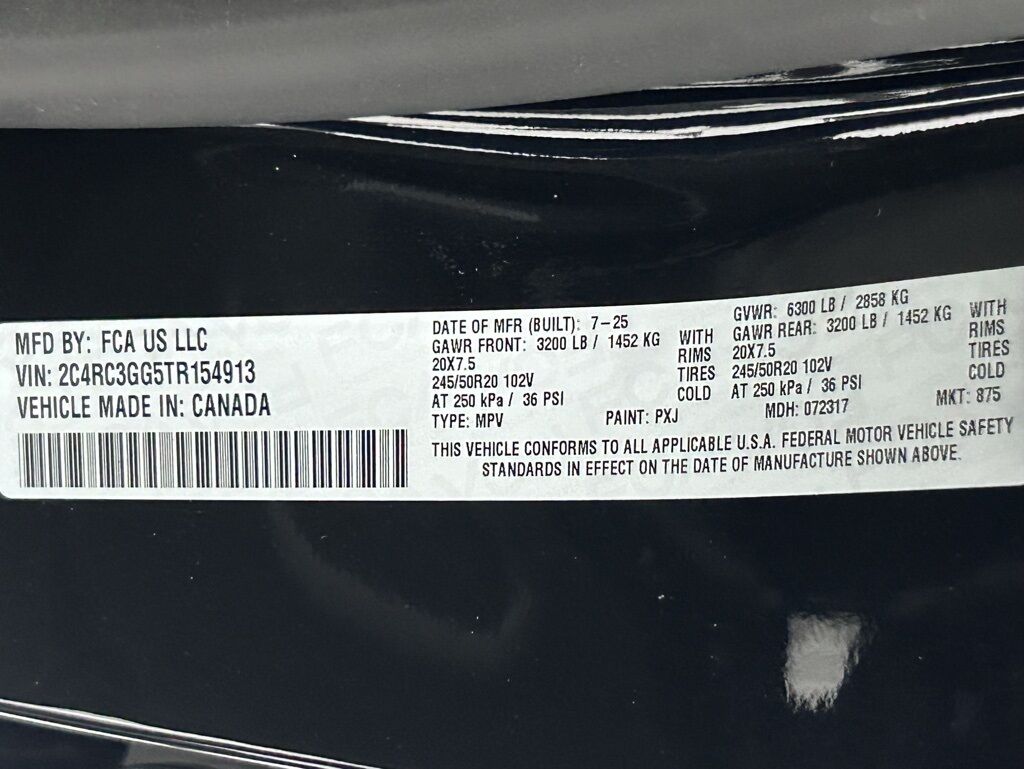 MFD BY: FCA US LLC
VIN: 2C4RC3GG5TR154913
VEHICLE MADE IN: CANADA
DATE OF MFR (BUILT): 7-25
GVWR: 6300 LB / 2858 KG
GAWR FRONT: 3200 LB / 1452 KG WITH
20X7.5 RIMS
245/50R20 102V TIRES
AT 250 kPa / 36 PSI COLD
GAWR REAR: 3200 LB / 1452 KG WITH
20X7.5 RIMS
245/50R20 102V TIRES
AT 250 kPa / 36 PSI COLD
TYPE: MPV PAINT: PXJ MDH: 072317 MKT: 875
THIS VEHICLE CONFORMS TO ALL APPLICABLE U.S.A. FEDERAL MOTOR VEHICLE SAFETY
STANDARDS IN EFFECT ON THE DATE OF MANUFACTURE SHOWN ABOVE.